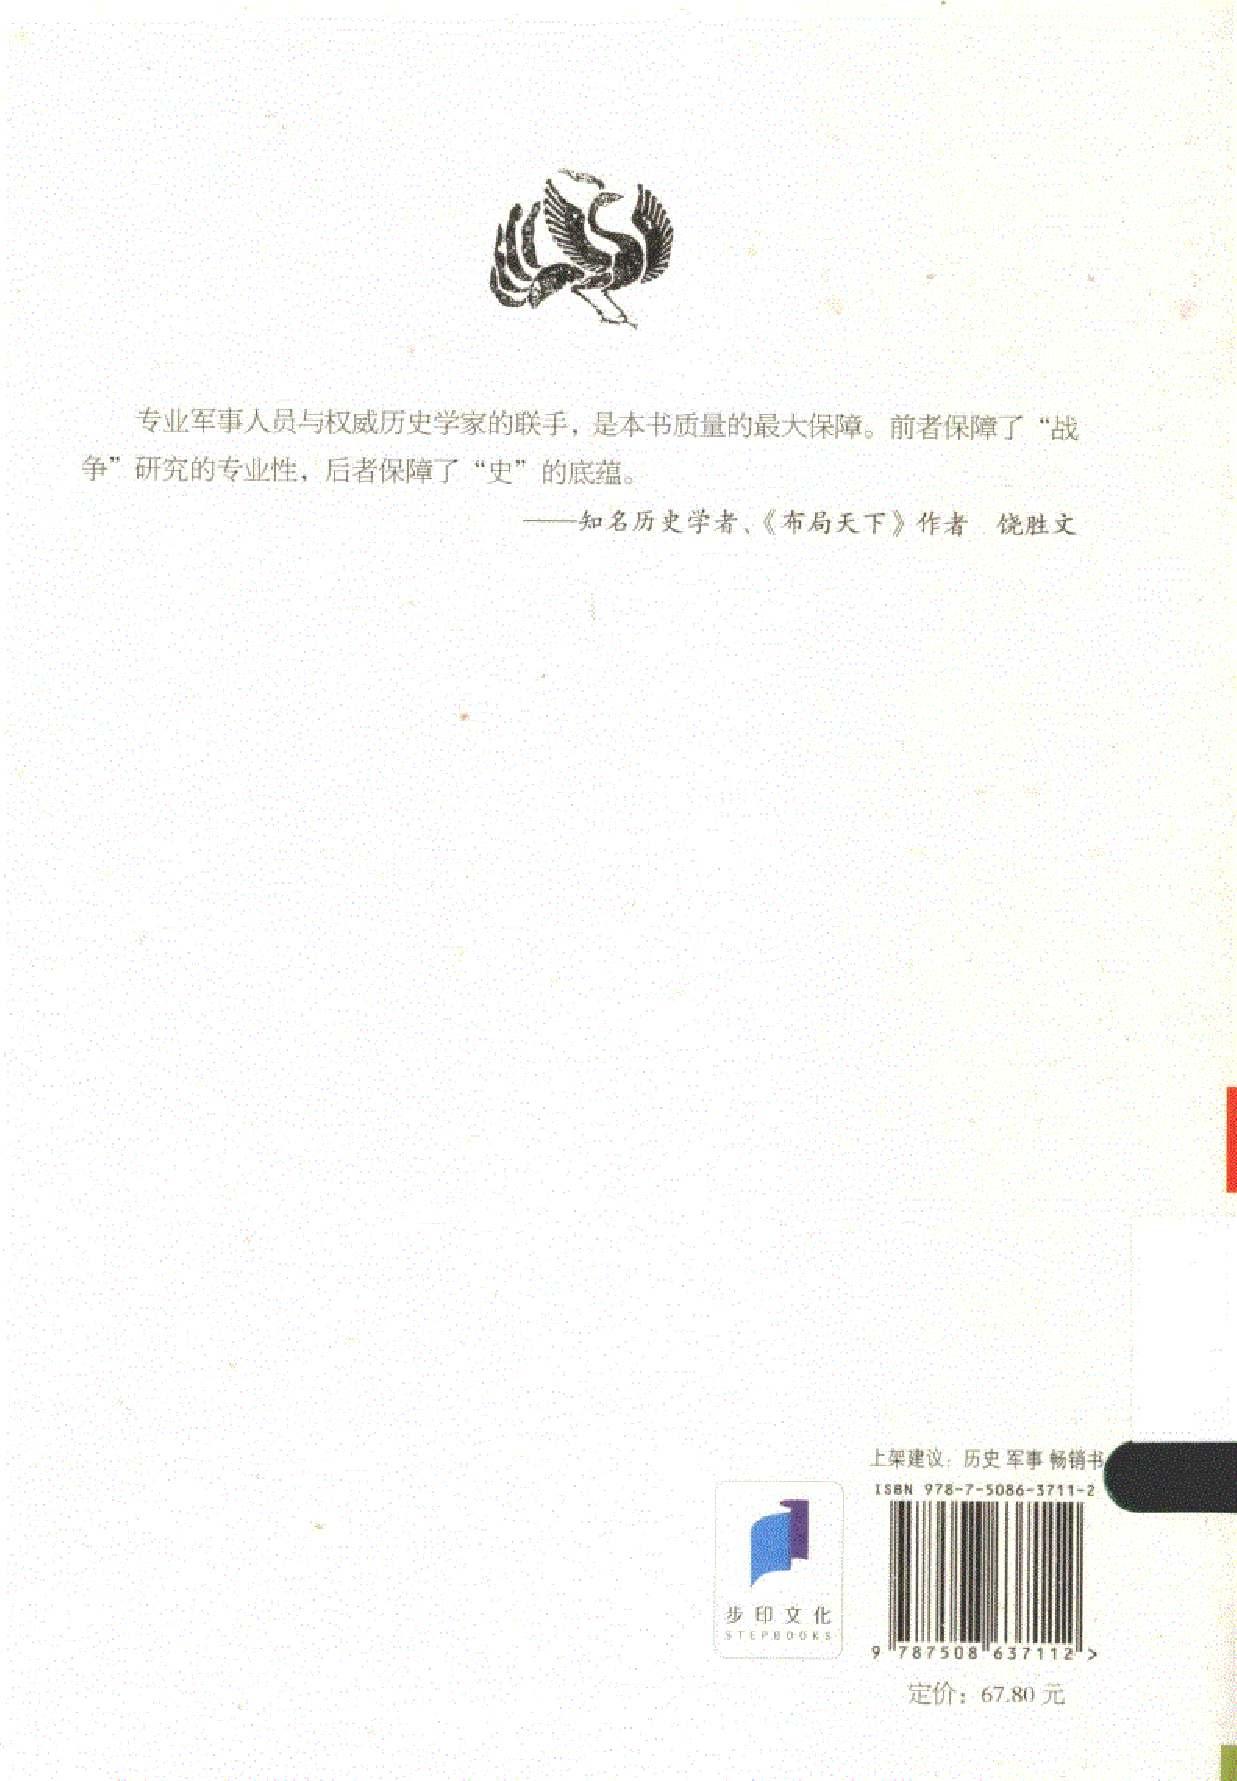 专业军事人员与权威历史学家的联手，是本书质量的最大保障。前者保障了“战
争”研究的专业性，后者保障了“史”的底蕴。
——知名历史学者、《布局天下》作者 饶胜文
上架建议：历史 军事 畅销书
ISBN 978-7-5086-3711-2
步印文化
STEPBOOKS
9 787508 637112 >
定价：67.80 元